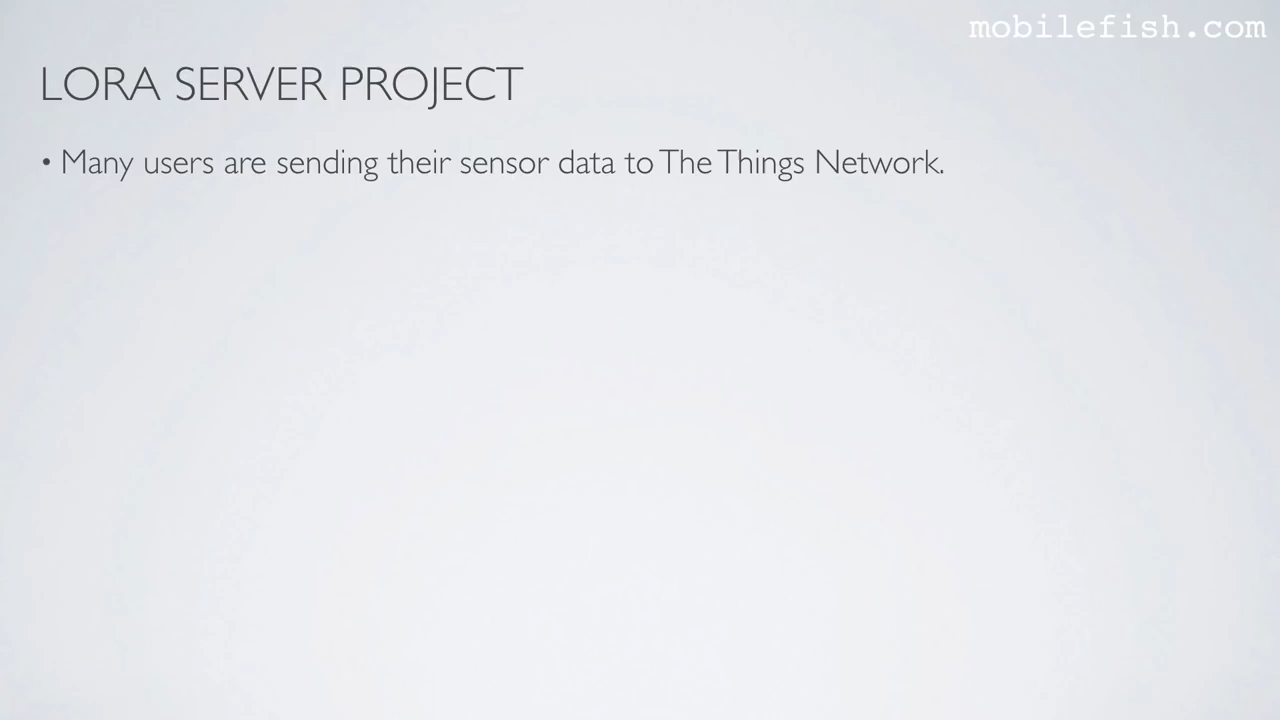 mobilefish.com
LORA SERVER PROJECT
• Many users are sending their sensor data to The Things Network.